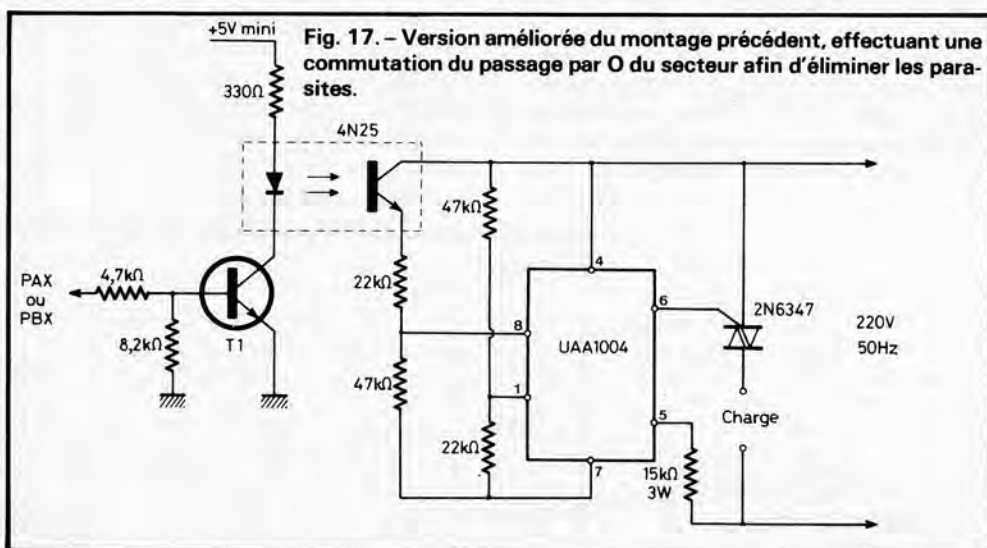 +5V mini
Fig. 17. – Version améliorée du montage précédent, effectuant une
commutation du passage par O du secteur afin d'éliminer les para-
sites.
330Ω
4N25
47kΩ
4
PAX
ou
PBX
4,7kΩ
22kΩ
6
2N6347
8
UAA1004
220V
50Hz
8,2kΩ
T1
47kΩ
1
5
Charge
22kΩ
7
15kΩ
3W